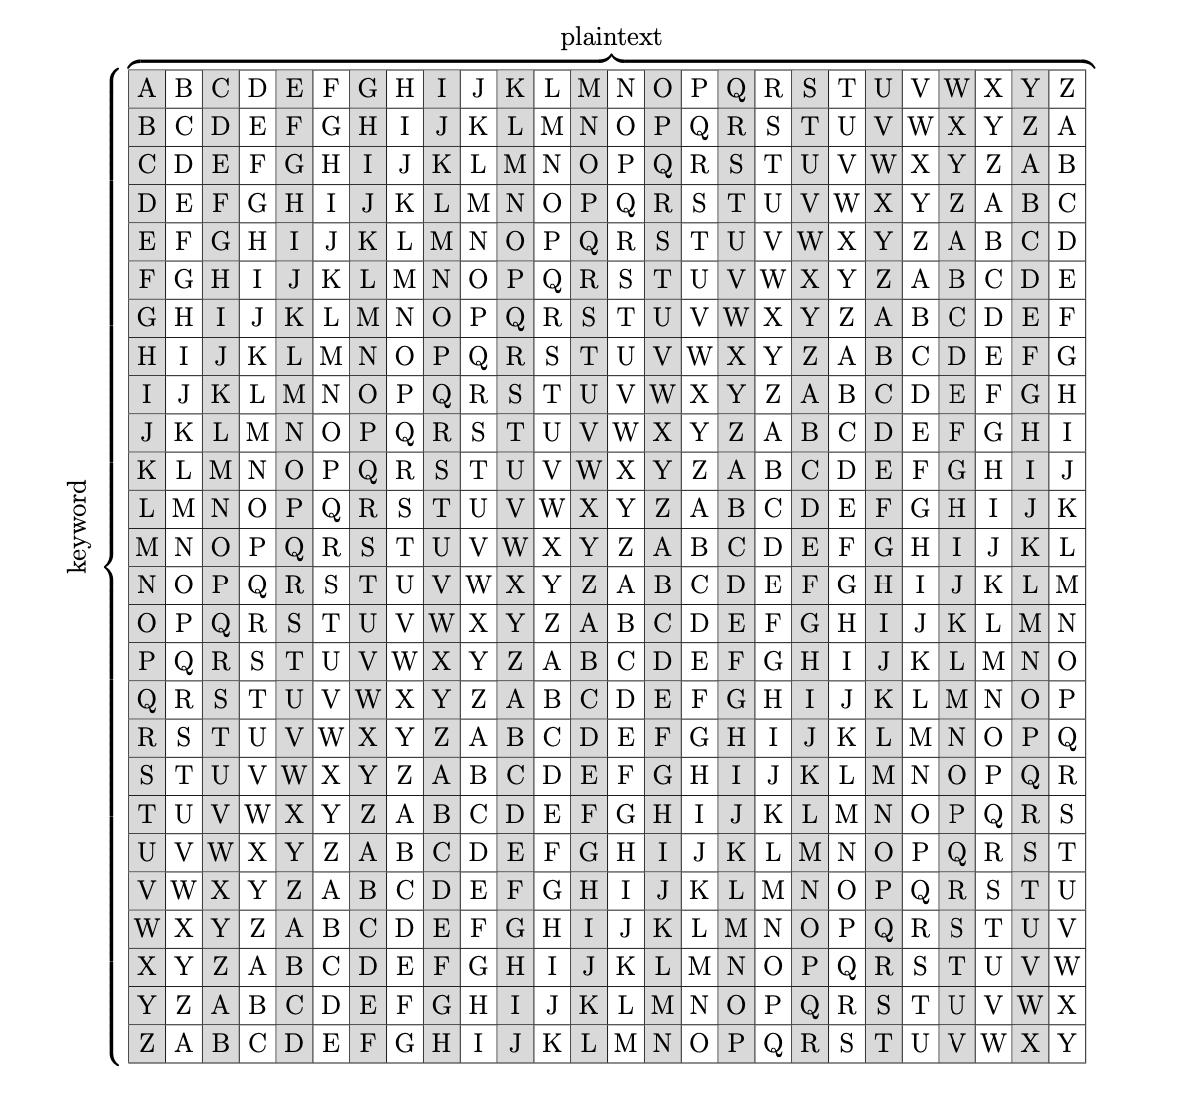 plaintext
keyword
A B C D E F G H I J K L M N O P Q R S T U V W X Y Z
B C D E F G H I J K L M N O P Q R S T U V W X Y Z A
C D E F G H I J K L M N O P Q R S T U V W X Y Z A B
D E F G H I J K L M N O P Q R S T U V W X Y Z A B C
E F G H I J K L M N O P Q R S T U V W X Y Z A B C D
F G H I J K L M N O P Q R S T U V W X Y Z A B C D E
G H I J K L M N O P Q R S T U V W X Y Z A B C D E F
H I J K L M N O P Q R S T U V W X Y Z A B C D E F G
I J K L M N O P Q R S T U V W X Y Z A B C D E F G H
J K L M N O P Q R S T U V W X Y Z A B C D E F G H I
K L M N O P Q R S T U V W X Y Z A B C D E F G H I J
L M N O P Q R S T U V W X Y Z A B C D E F G H I J K
M N O P Q R S T U V W X Y Z A B C D E F G H I J K L
N O P Q R S T U V W X Y Z A B C D E F G H I J K L M
O P Q R S T U V W X Y Z A B C D E F G H I J K L M N
P Q R S T U V W X Y Z A B C D E F G H I J K L M N O
Q R S T U V W X Y Z A B C D E F G H I J K L M N O P
R S T U V W X Y Z A B C D E F G H I J K L M N O P Q
S T U V W X Y Z A B C D E F G H I J K L M N O P Q R
T U V W X Y Z A B C D E F G H I J K L M N O P Q R S
U V W X Y Z A B C D E F G H I J K L M N O P Q R S T
V W X Y Z A B C D E F G H I J K L M N O P Q R S T U
W X Y Z A B C D E F G H I J K L M N O P Q R S T U V
X Y Z A B C D E F G H I J K L M N O P Q R S T U V W
Y Z A B C D E F G H I J K L M N O P Q R S T U V W X
Z A B C D E F G H I J K L M N O P Q R S T U V W X Y